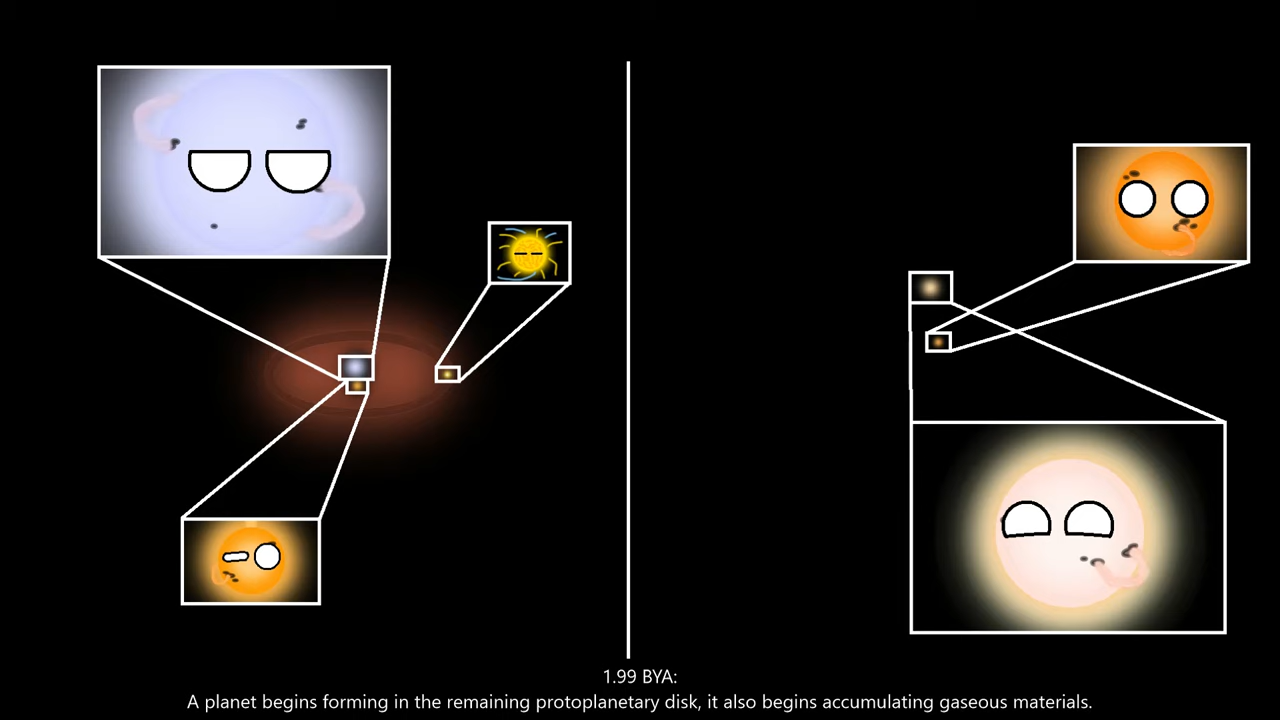 1.99 BYA:
A planet begins forming in the remaining protoplanetary disk, it also begins accumulating gaseous materials.